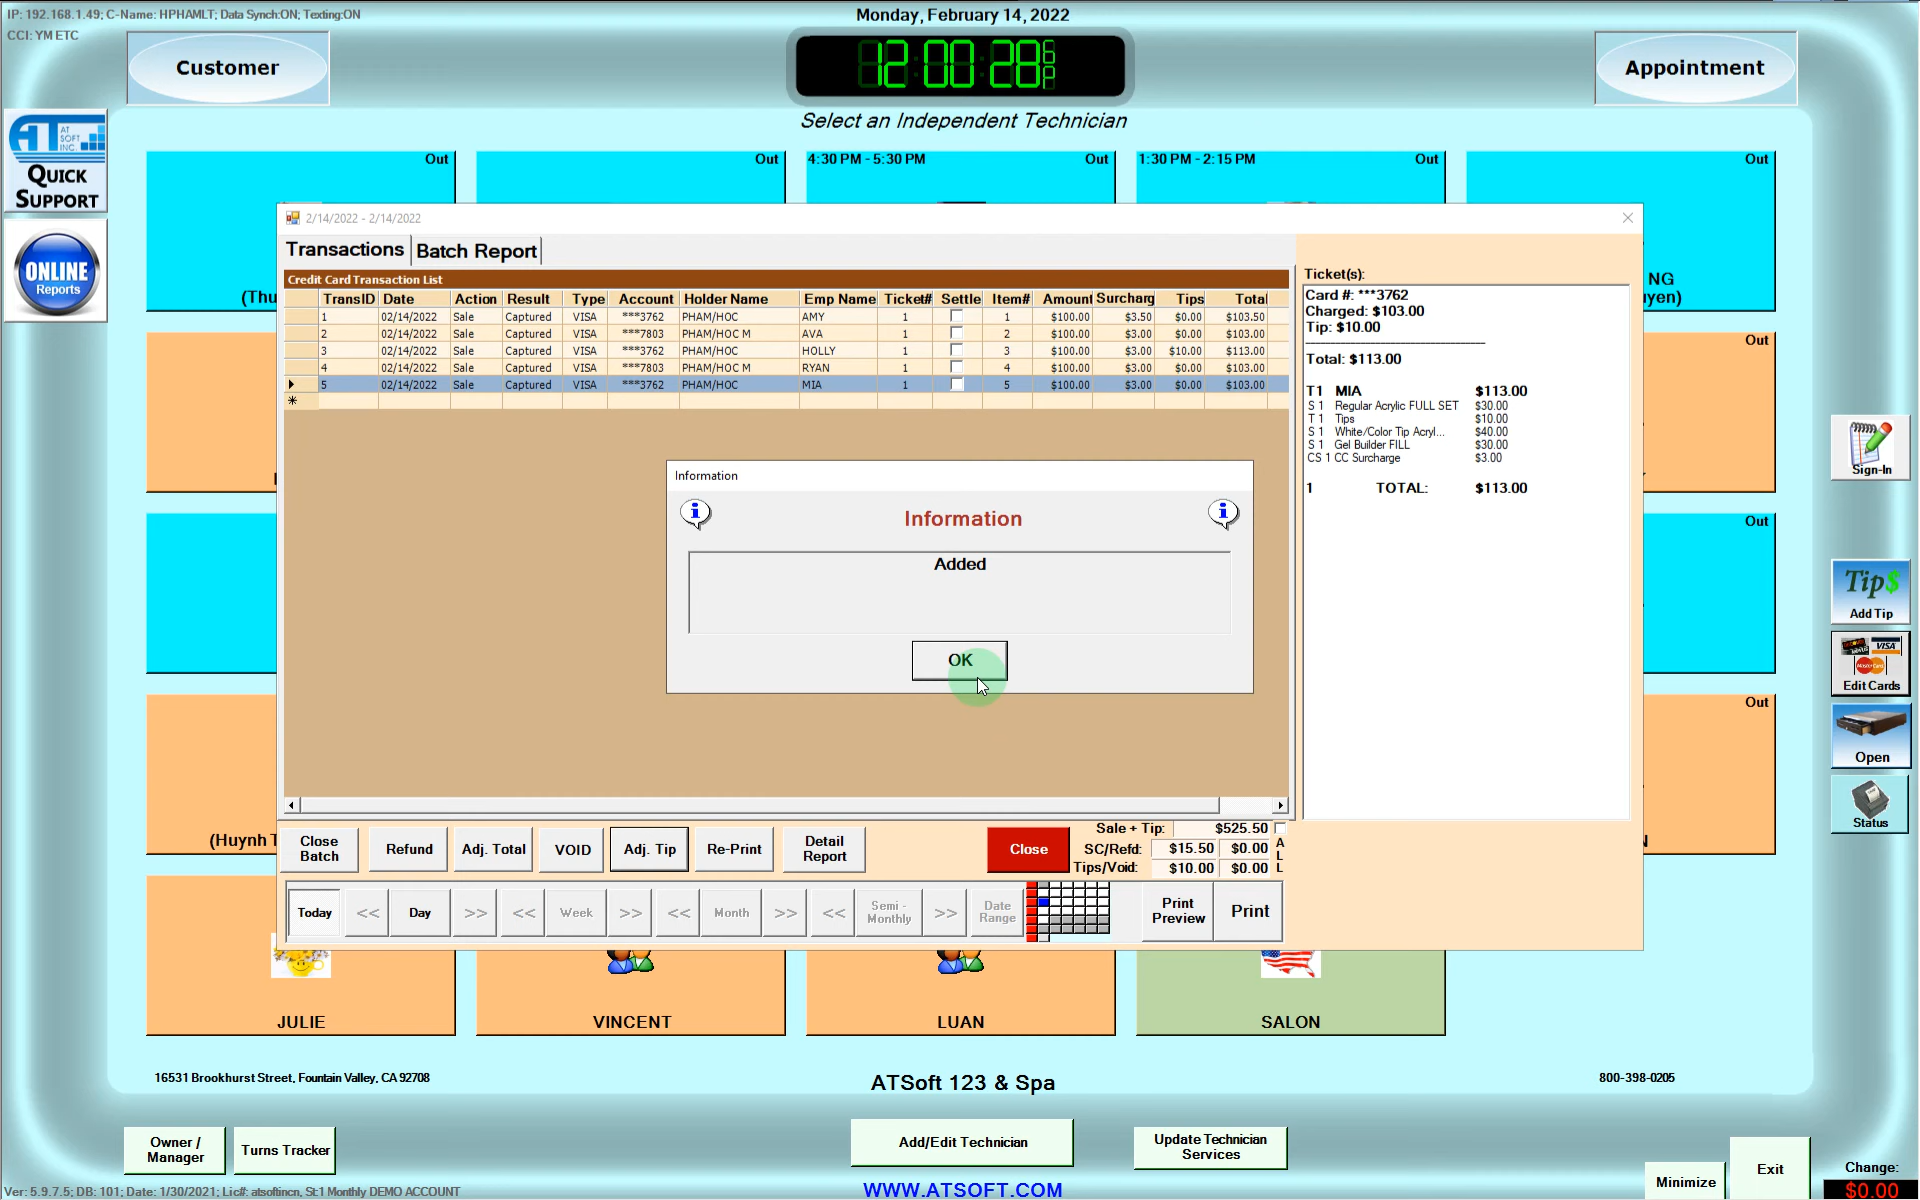 IP: 192.168.1.49; C-Name: HPHAMLT; Data Synch:ON; Texting:ON
CCI: YM ETC
Monday, February 14, 2022
Customer
12:00:28
Appointment
Select an Independent Technician
AT SOFT INC.
QUICK SUPPORT
ONLINE Reports
Out
Out
4:30 PM - 5:30 PM Out
1:30 PM - 2:15 PM Out
Out
2/14/2022 - 2/14/2022
Transactions Batch Report
Credit Card Transaction List
TransID Date Action Result Type Account Holder Name Emp Name Ticket# Settle Item# Amount Surcharg Tips Total
1 02/14/2022 Sale Captured VISA ***3762 PHAM/HOC AMY 1 1 $100.00 $3.50 $0.00 $103.50
2 02/14/2022 Sale Captured VISA ***7803 PHAM/HOC M AVA 1 2 $100.00 $3.00 $0.00 $103.00
3 02/14/2022 Sale Captured VISA ***3762 PHAM/HOC HOLLY 1 3 $100.00 $3.00 $10.00 $113.00
4 02/14/2022 Sale Captured VISA ***7803 PHAM/HOC M RYAN 1 4 $100.00 $3.00 $0.00 $103.00
5 02/14/2022 Sale Captured VISA ***3762 PHAM/HOC MIA 1 5 $100.00 $3.00 $0.00 $103.00
Ticket(s):
Card #: ***3762
Charged: $103.00
Tip: $10.00
Total: $113.00
T1 MIA $113.00
S 1 Regular Acrylic FULL SET $30.00
T 1 Tips $10.00
S 1 White/Color Tip Acryl... $40.00
S 1 Gel Builder FILL $30.00
CS 1 CC Surcharge $3.00
1 TOTAL: $113.00
Information
Information
Added
OK
(Thu
NG
yen)
Out
Out
Out
(Huynh T
Close Batch
Refund
Adj. Total
VOID
Adj. Tip
Re-Print
Detail Report
Close
Sale + Tip: $525.50
SC/Refd: $15.50 $0.00
Tips/Void: $10.00 $0.00
ALL
Today
<< Day >>
<< Week >>
<< Month >>
<< Semi - Monthly >>
Date Range
Print Preview
Print
Sign-In
Tip$
Add Tip
VISA
MasterCard
Edit Cards
Open
Status
JULIE
VINCENT
LUAN
SALON
16531 Brookhurst Street, Fountain Valley, CA 92708
ATSoft 123 & Spa
800-398-0205
Owner / Manager
Turns Tracker
Add/Edit Technician
Update Technician Services
Minimize
Exit
Change:
$0.00
Ver: 5.9.7.5; DB: 101; Date: 1/30/2021; Lic#: atsoftincn, St:1 Monthly DEMO ACCOUNT
WWW.ATSOFT.COM